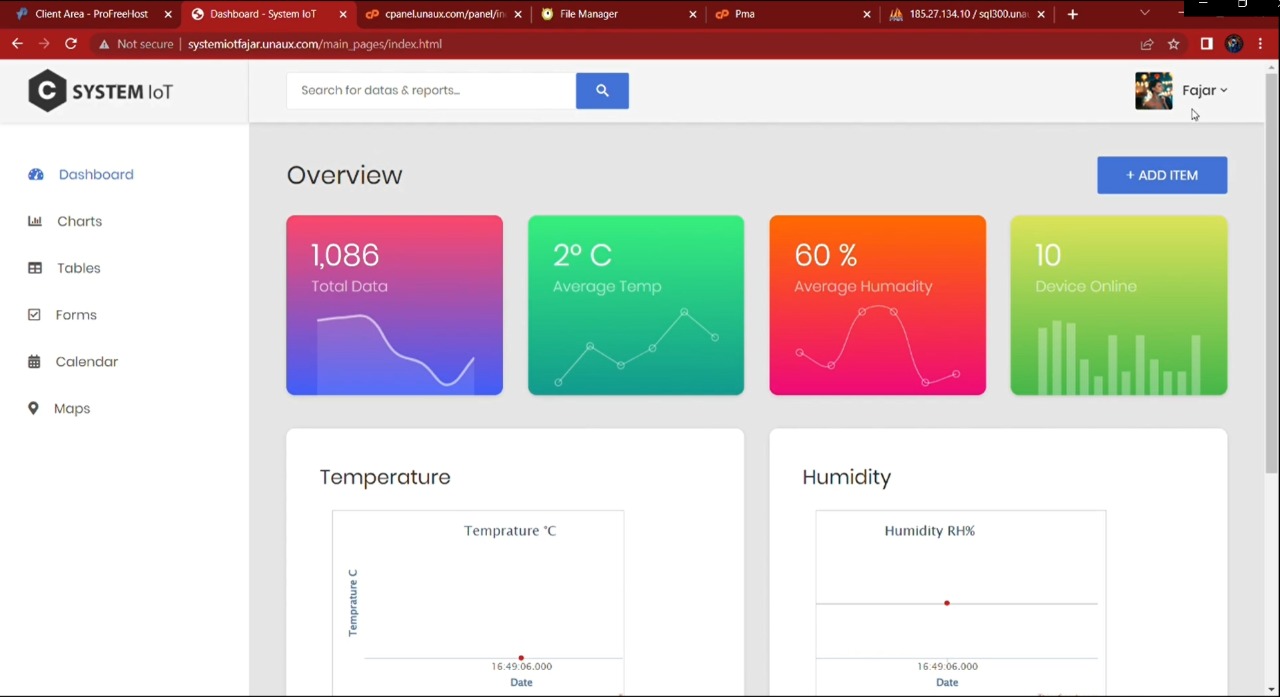 Client Area - ProFreeHost
Dashboard - System IoT
cpanel.unaux.com/panel/in
File Manager
Pma
185.27.134.10 / sql300.una
Not secure
systemiotfajar.unaux.com/main_pages/index.html
C SYSTEM IoT
Search for datas & reports...
Fajar
Dashboard
Charts
Tables
Forms
Calendar
Maps
Overview
+ ADD ITEM
1,086
Total Data
2º C
Average Temp
60 %
Average Humadity
10
Device Online
Temperature
Temprature °C
Temprature C
16:49:06.000
Date
Humidity
Humidity RH%
16:49:06.000
Date